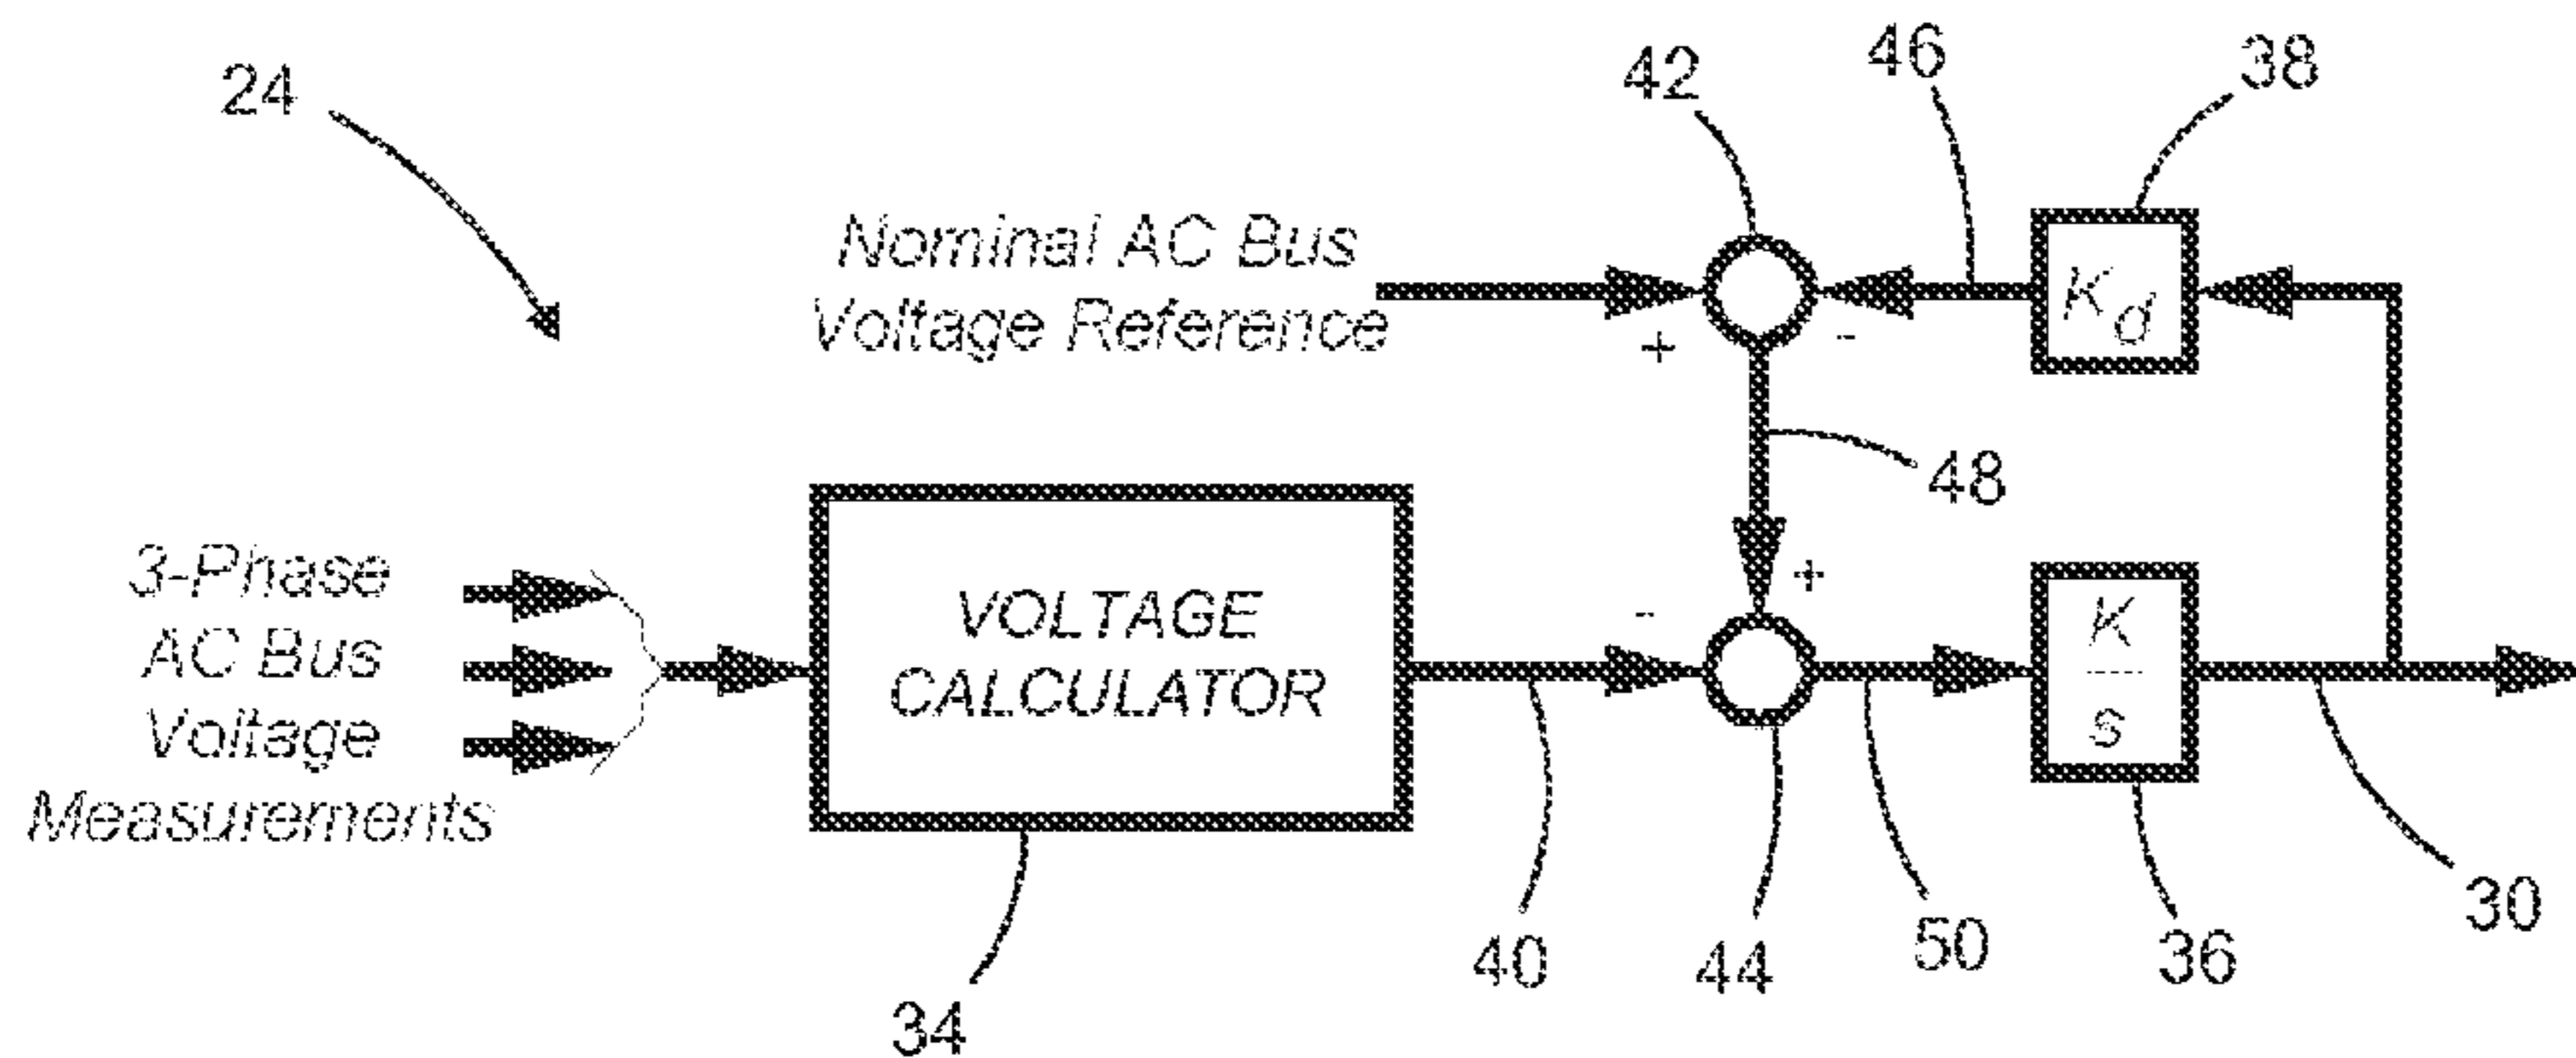 24
42
46
38
Nominal AC Bus
Voltage Reference
+
-
K_d
48
3-Phase
AC Bus
Voltage
Measurements
VOLTAGE
CALCULATOR
-
+
K
s
34
40
44
50
36
30